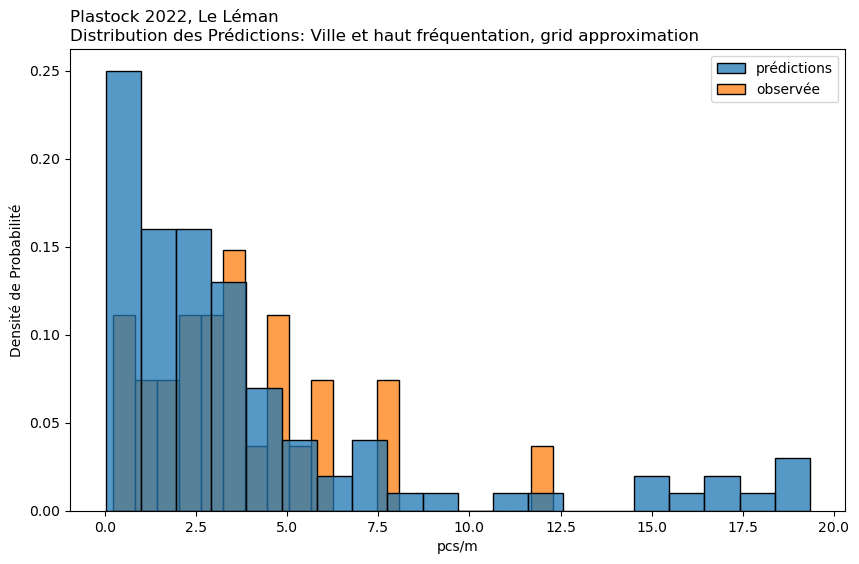 Plastock 2022, Le Léman
Distribution des Prédictions: Ville et haut fréquentation, grid approximation
prédictions
observée
Densité de Probabilité
0.25
0.20
0.15
0.10
0.05
0.00
0.0 2.5 5.0 7.5 10.0 12.5 15.0 17.5 20.0
pcs/m